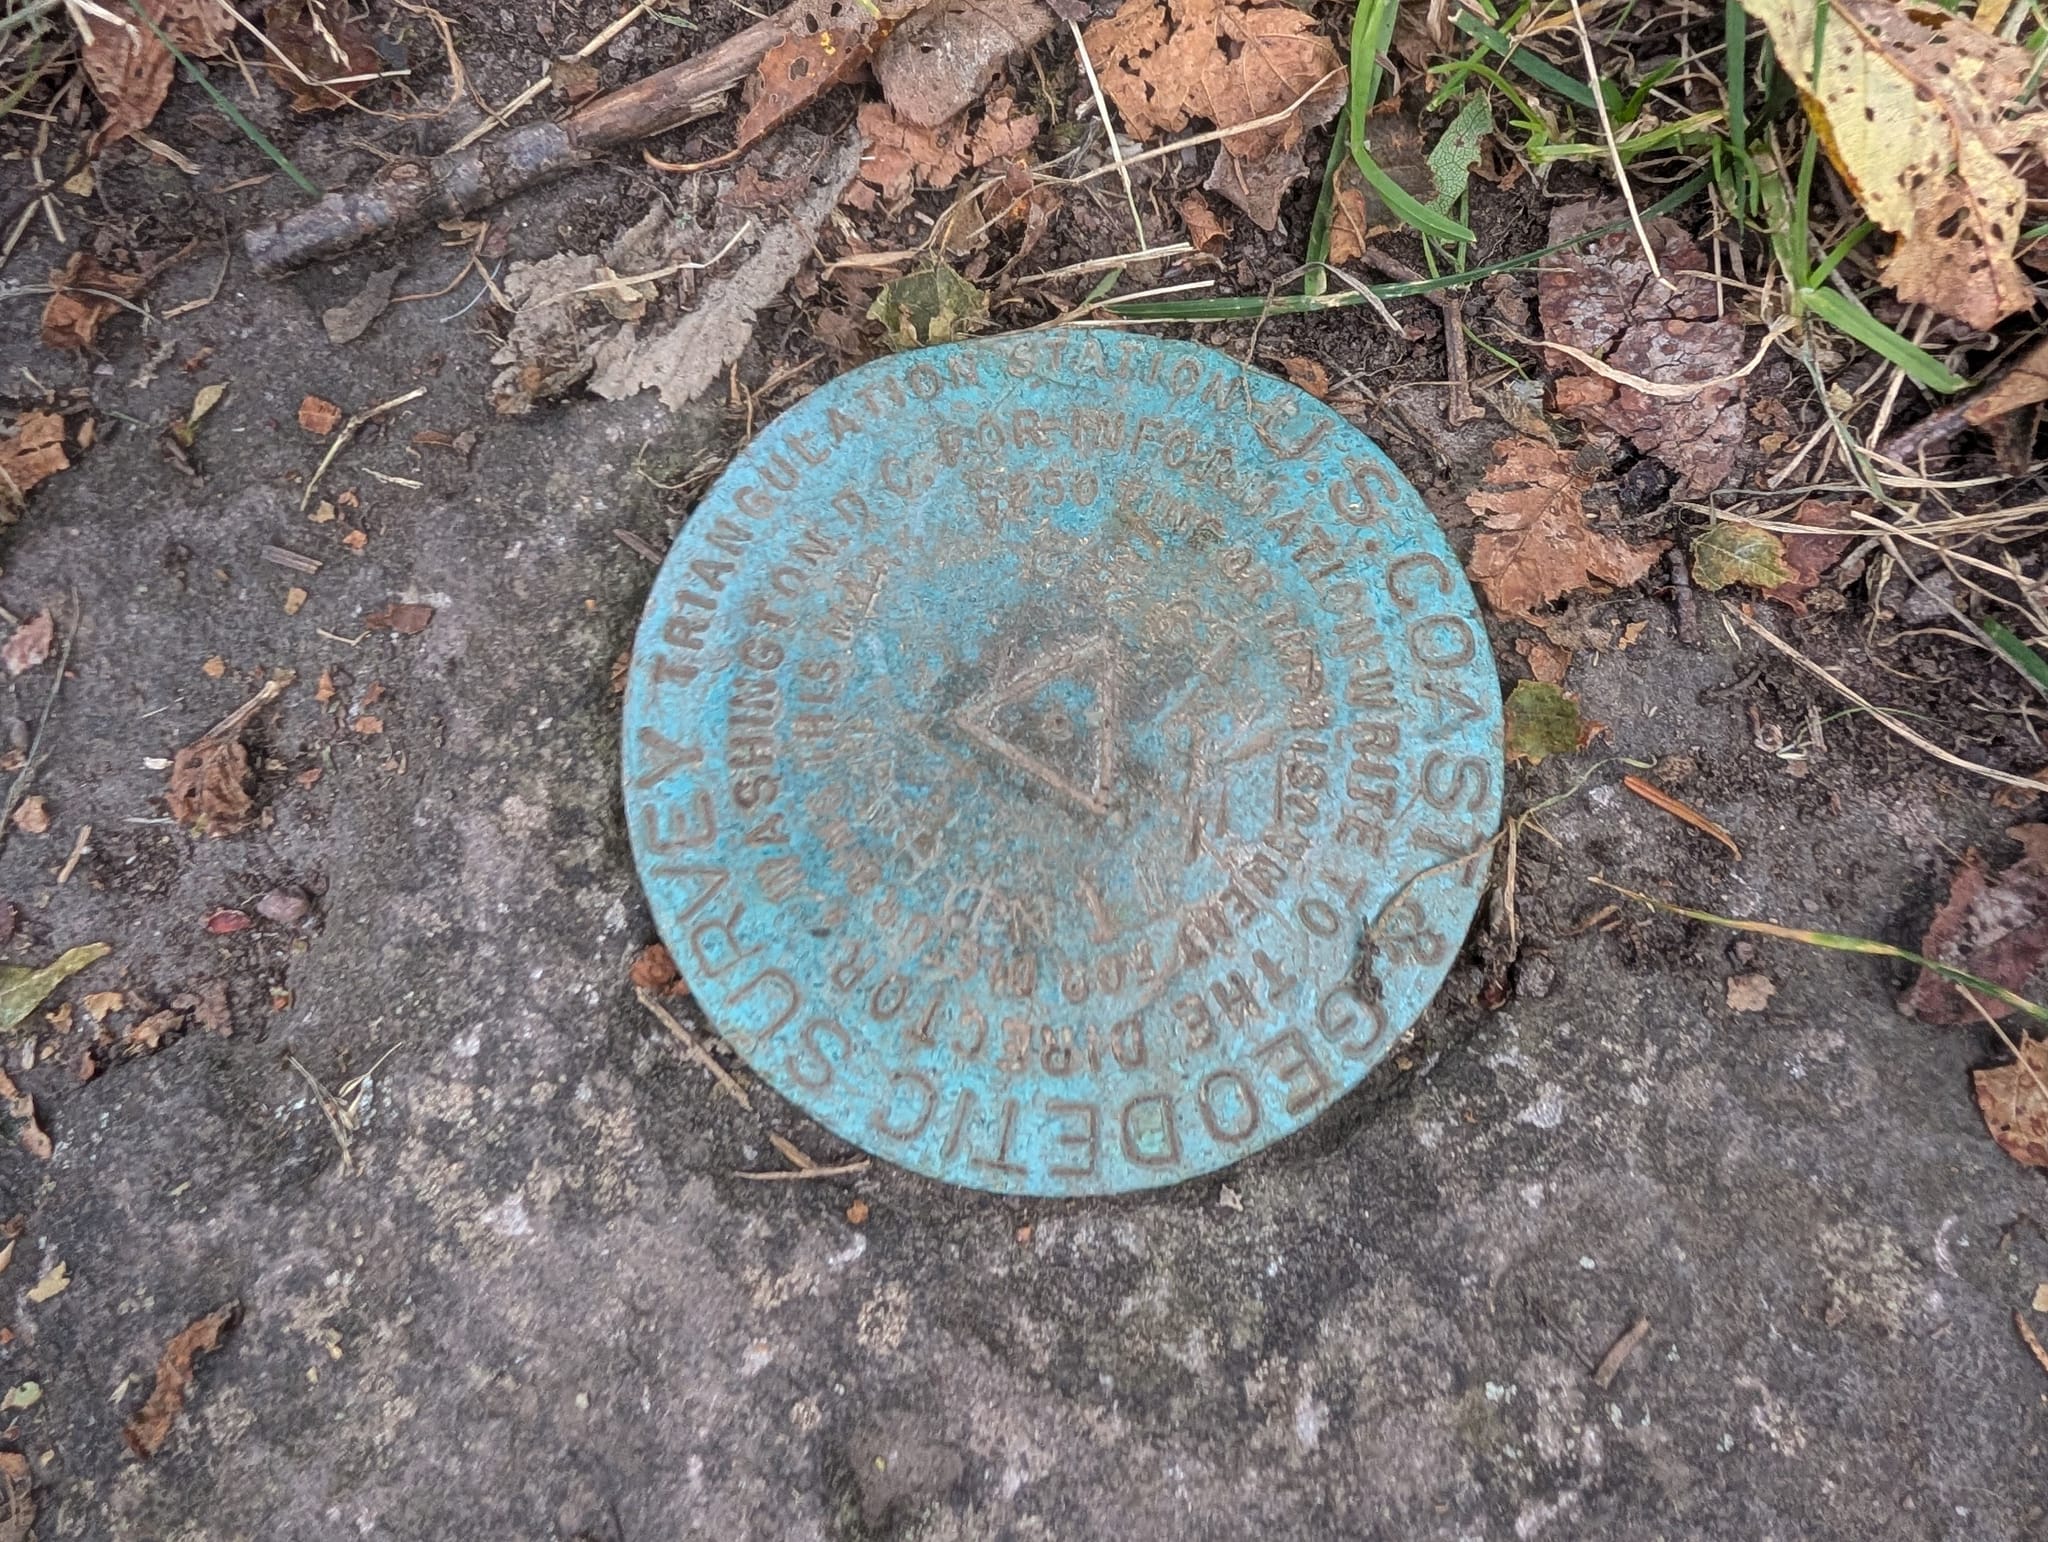 U.S. COAST & GEODETIC SURVEY
TRIANGULATION STATION
FOR INFORMATION WRITE TO THE DIRECTOR
WASHINGTON, D.C.
$250 FINE OR IMPRISONMENT FOR DISTURBING THIS MARK